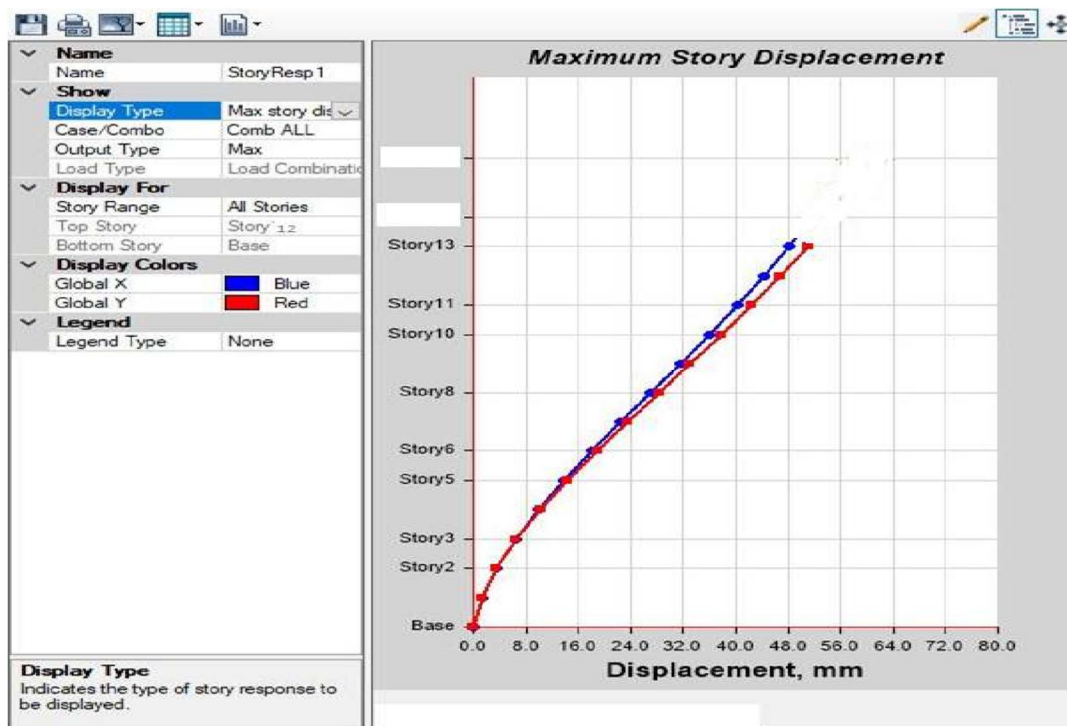 Name
Name StoryResp1
Show
Display Type Max story dis
Case/Combo Comb ALL
Output Type Max
Load Type Load Combinatio
Display For
Story Range All Stories
Top Story Story 12
Bottom Story Base
Display Colors
Global X Blue
Global Y Red
Legend
Legend Type None
Display Type
Indicates the type of story response to
be displayed.
Maximum Story Displacement
Story13
Story11
Story10
Story8
Story6
Story5
Story3
Story2
Base
0.0 8.0 16.0 24.0 32.0 40.0 48.0 56.0 64.0 72.0 80.0
Displacement, mm